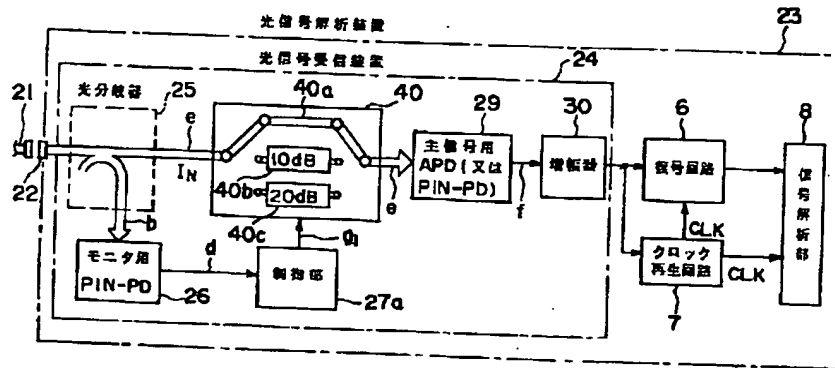 光信号解析装置
23
光信号受信装置
24
光分岐器
25
40a
40
29
30
6
8
21
e
主信号用
APD(又は
PIN-PD)
増幅器
復号回路
信号
解析部
22
IN
10dB
e
f
40b
20dB
b
40c
g
CLK
モニタ用
PIN-PD
d
制御部
クロック
再生回路
CLK
26
27a
7